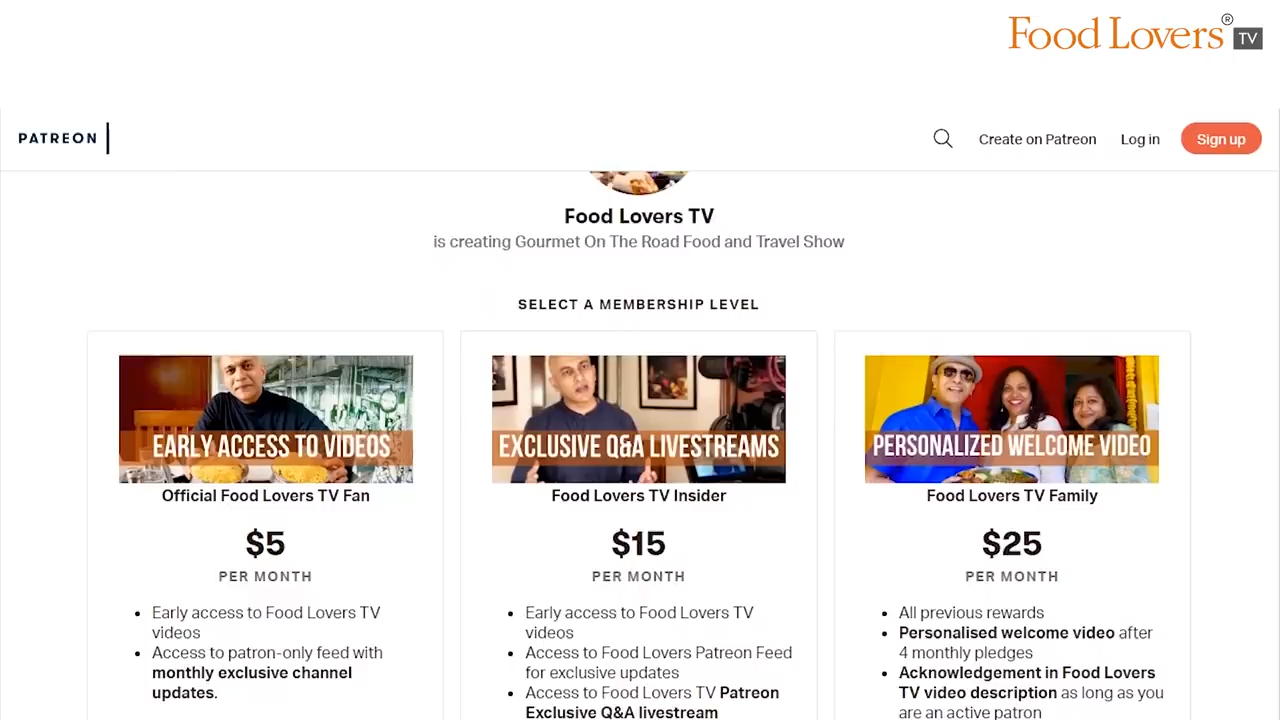 Food Lovers® TV
PATREON
Create on Patreon
Log in
Sign up
Food Lovers TV
is creating Gourmet On The Road Food and Travel Show
SELECT A MEMBERSHIP LEVEL
EARLY ACCESS TO VIDEOS
Official Food Lovers TV Fan
$5
PER MONTH
Early access to Food Lovers TV
videos
Access to patron-only feed with
monthly exclusive channel
updates.
EXCLUSIVE Q&A LIVESTREAMS
Food Lovers TV Insider
$15
PER MONTH
Early access to Food Lovers TV
videos
Access to Food Lovers Patreon Feed
for exclusive updates
Access to Food Lovers TV Patreon
Exclusive Q&A livestream
PERSONALIZED WELCOME VIDEO
Food Lovers TV Family
$25
PER MONTH
All previous rewards
Personalised welcome video after
4 monthly pledges
Acknowledgement in Food Lovers
TV video description as long as you
are an active patron